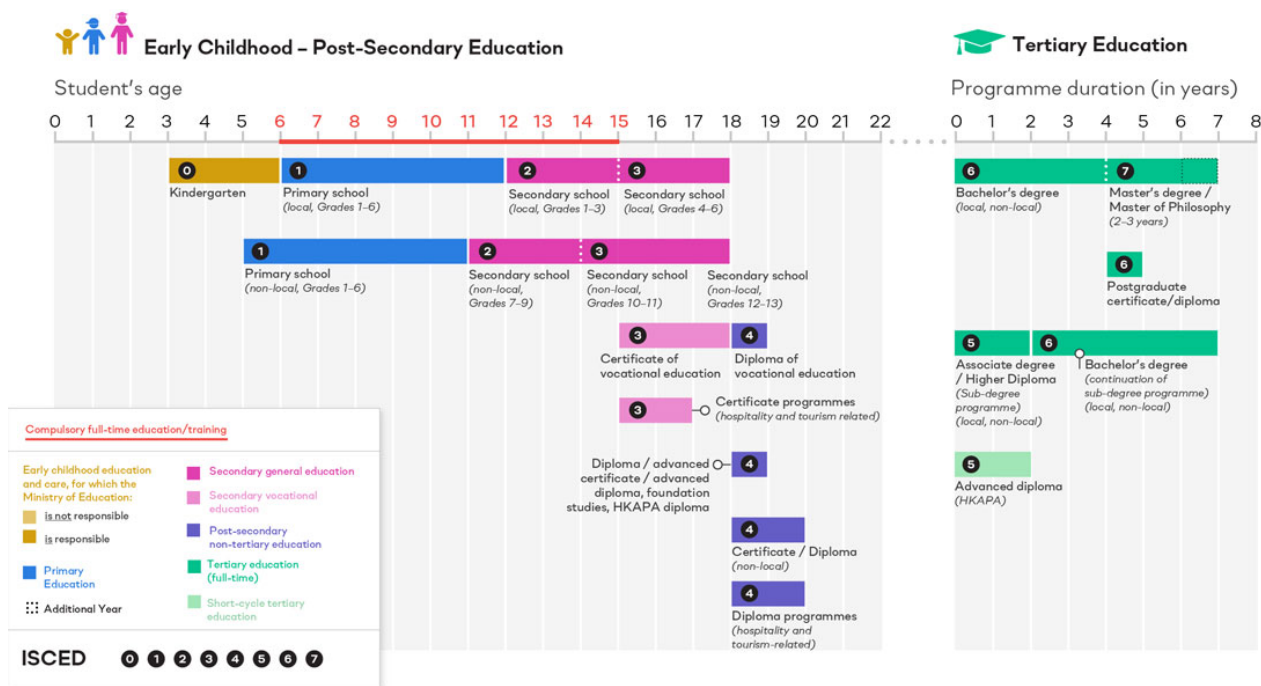 Early Childhood – Post-Secondary Education
Student's age
0 1 2 3 4 5 6 7 8 9 10 11 12 13 14 15 16 17 18 19 20 21 22
0
Kindergarten
1
Primary school
(local, Grades 1–6)
2
Secondary school
(local, Grades 1–3)
3
Secondary school
(local, Grades 4–6)
1
Primary school
(non-local, Grades 1–6)
2
Secondary school
(non-local,
Grades 7–9)
3
Secondary school
(non-local,
Grades 10–11)
Secondary school
(non-local,
Grades 12–13)
3
Certificate of
vocational education
4
Diploma of
vocational education
3
Certificate programmes
(hospitality and tourism related)
Diploma / advanced
certificate / advanced
diploma, foundation
studies, HKAPA diploma
4
4
Certificate / Diploma
(non-local)
4
Diploma programmes
(hospitality and
tourism-related)
Tertiary Education
Programme duration (in years)
0 1 2 3 4 5 6 7 8
6
Bachelor's degree
(local, non-local)
7
Master's degree /
Master of Philosophy
(2–3 years)
6
Postgraduate
certificate/diploma
5
Associate degree
/ Higher Diploma
(Sub-degree
programme)
(local, non-local)
6
Bachelor's degree
(continuation of
sub-degree programme)
(local, non-local)
5
Advanced diploma
(HKAPA)
Compulsory full-time education/training
Early childhood education
and care, for which the
Ministry of Education:
is not responsible
is responsible
Primary
Education
Additional Year
Secondary general education
Secondary vocational
education
Post-secondary
non-tertiary education
Tertiary education
(full-time)
Short-cycle tertiary
education
ISCED 0 1 2 3 4 5 6 7